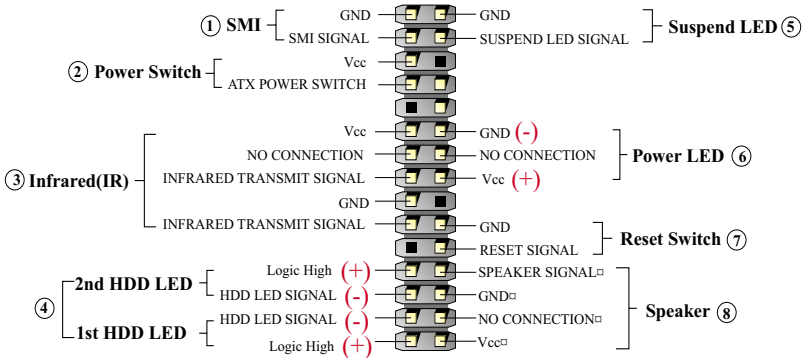 GND GND
① SMI Suspend LED ⑤
SMI SIGNAL SUSPEND LED SIGNAL
Vcc
② Power Switch
ATX POWER SWITCH
Vcc GND (-)
NO CONNECTION NO CONNECTION Power LED ⑥
③ Infrared(IR) INFRARED TRANSMIT SIGNAL Vcc (+)
GND
INFRARED TRANSMIT SIGNAL GND
Reset Switch ⑦
RESET SIGNAL
Logic High (+) SPEAKER SIGNAL¤
2nd HDD LED
HDD LED SIGNAL (-) GND¤
④ Speaker ⑧
HDD LED SIGNAL (-) NO CONNECTION¤
1st HDD LED
Logic High (+) Vcc¤